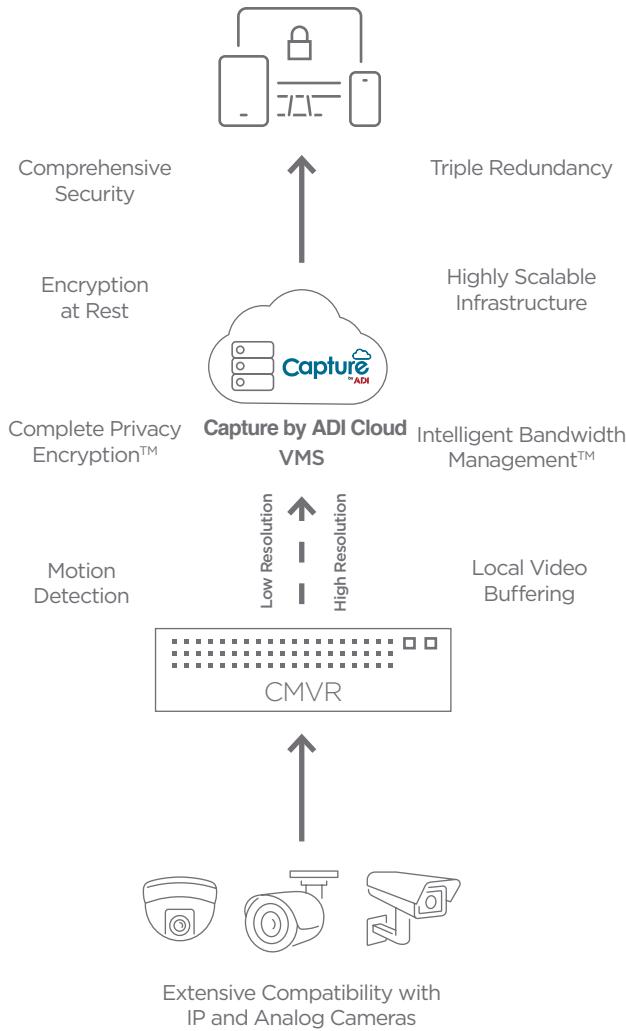 Comprehensive
Security
Triple Redundancy
Encryption
at Rest
Highly Scalable
Infrastructure
Capture
by ADI
Complete Privacy
Encryption™
Capture by ADI Cloud
VMS
Intelligent Bandwidth
Management™
Low Resolution
High Resolution
Motion
Detection
Local Video
Buffering
CMVR
Extensive Compatibility with
IP and Analog Cameras